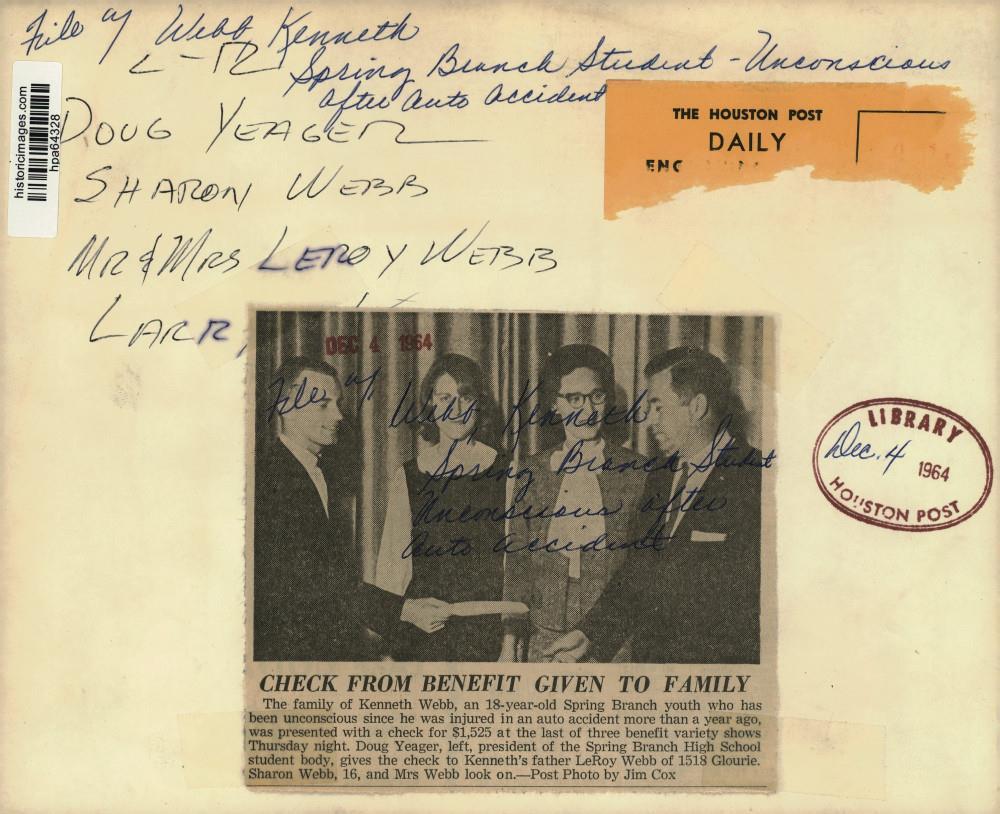 File of Webb Kenneth
L-R
Spring Branch Student - Unconscious
after auto accident
historicimages.com
hpa64328
THE HOUSTON POST
DAILY
DOUG YEAGER
SHARON WEBB
MR & MRS LEROY WEBB
DEC 4 1964
File of Webb Kenneth
Spring Branch Student
Unconscious after
auto accident
LIBRARY
Dec. 4 1964
HOUSTON POST
CHECK FROM BENEFIT GIVEN TO FAMILY
The family of Kenneth Webb, an 18-year-old Spring Branch youth who has
been unconscious since he was injured in an auto accident more than a year ago,
was presented with a check for $1,525 at the last of three benefit variety shows
Thursday night. Doug Yeager, left, president of the Spring Branch High School
student body, gives the check to Kenneth's father LeRoy Webb of 1518 Glourie.
Sharon Webb, 16, and Mrs Webb look on.—Post Photo by Jim Cox